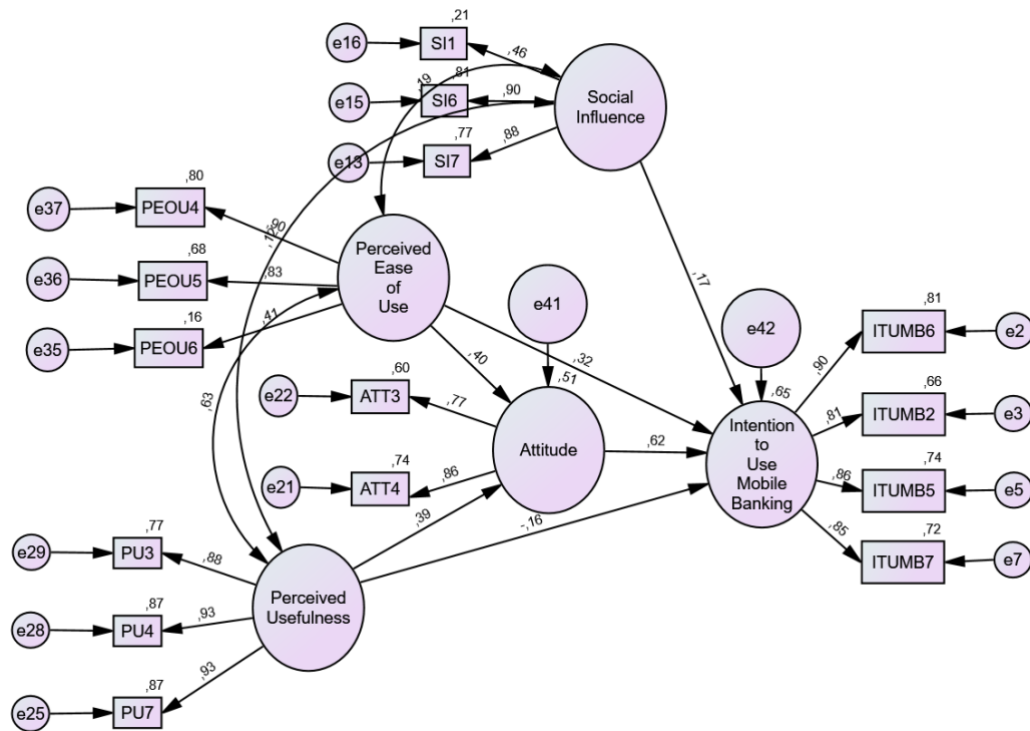 ,21
e16
SI1
,46
,19
,81
e15
SI6
,90
Social
Influence
,77
e13
SI7
,88
,80
e37
PEOU4
,90
Perceived
Ease
of
Use
,68
e36
PEOU5
,83
,16
e35
PEOU6
,41
,17
e41
e42
,81
ITUMB6
e2
,90
,40
,32
,51
,65
,60
e22
ATT3
,77
,63
Attitude
,62
Intention
to
Use
Mobile
Banking
,66
ITUMB2
e3
,81
,74
e21
ATT4
,86
,74
ITUMB5
e5
,86
,39
-,16
,85
,72
ITUMB7
e7
,77
e29
PU3
,88
Perceived
Usefulness
,87
e28
PU4
,93
,87
e25
PU7
,93